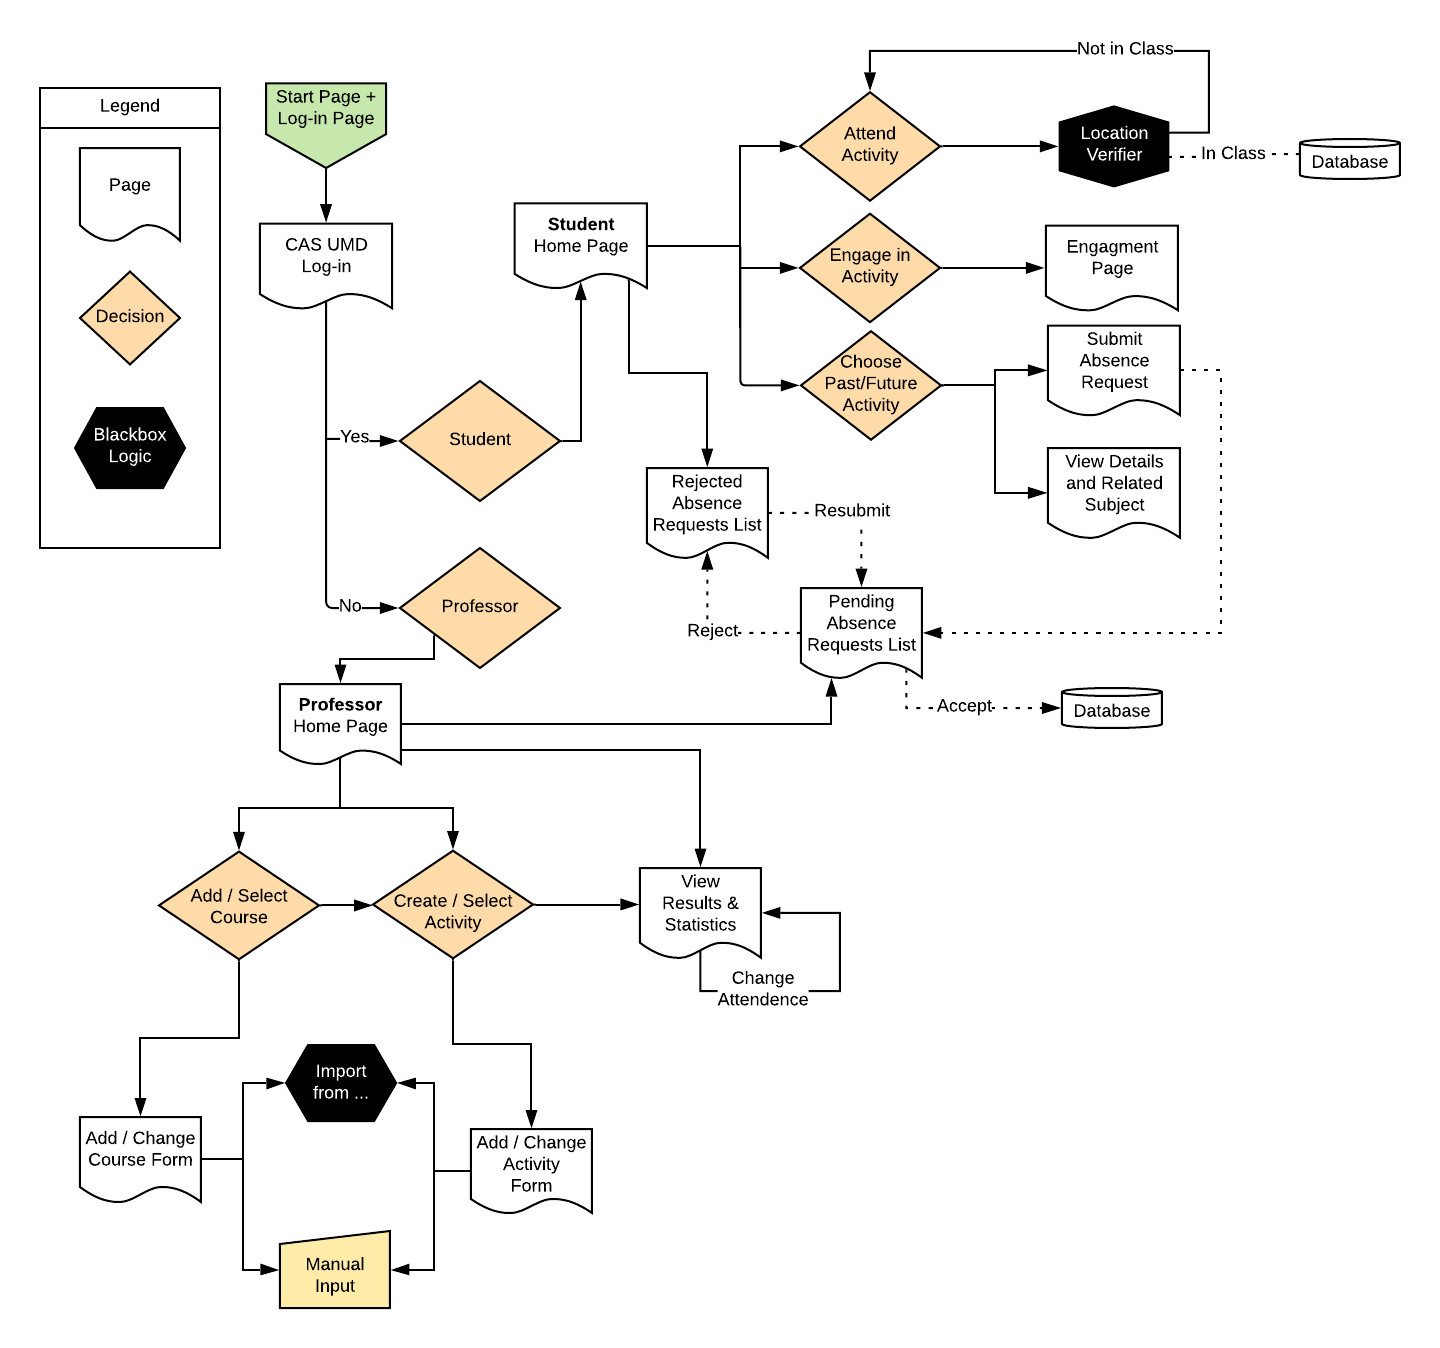 Legend
Page
Decision
Blackbox
Logic
Start Page +
Log-in Page
CAS UMD
Log-in
Yes
Student
No
Professor
Student
Home Page
Attend
Activity
Not in Class
Location
Verifier
In Class
Database
Engage in
Activity
Engagment
Page
Choose
Past/Future
Activity
Submit
Absence
Request
View Details
and Related
Subject
Rejected
Absence
Requests List
Resubmit
Reject
Pending
Absence
Requests List
Accept
Database
Professor
Home Page
Add / Select
Course
Create / Select
Activity
View
Results &
Statistics
Change
Attendence
Import
from ...
Add / Change
Course Form
Add / Change
Activity
Form
Manual
Input